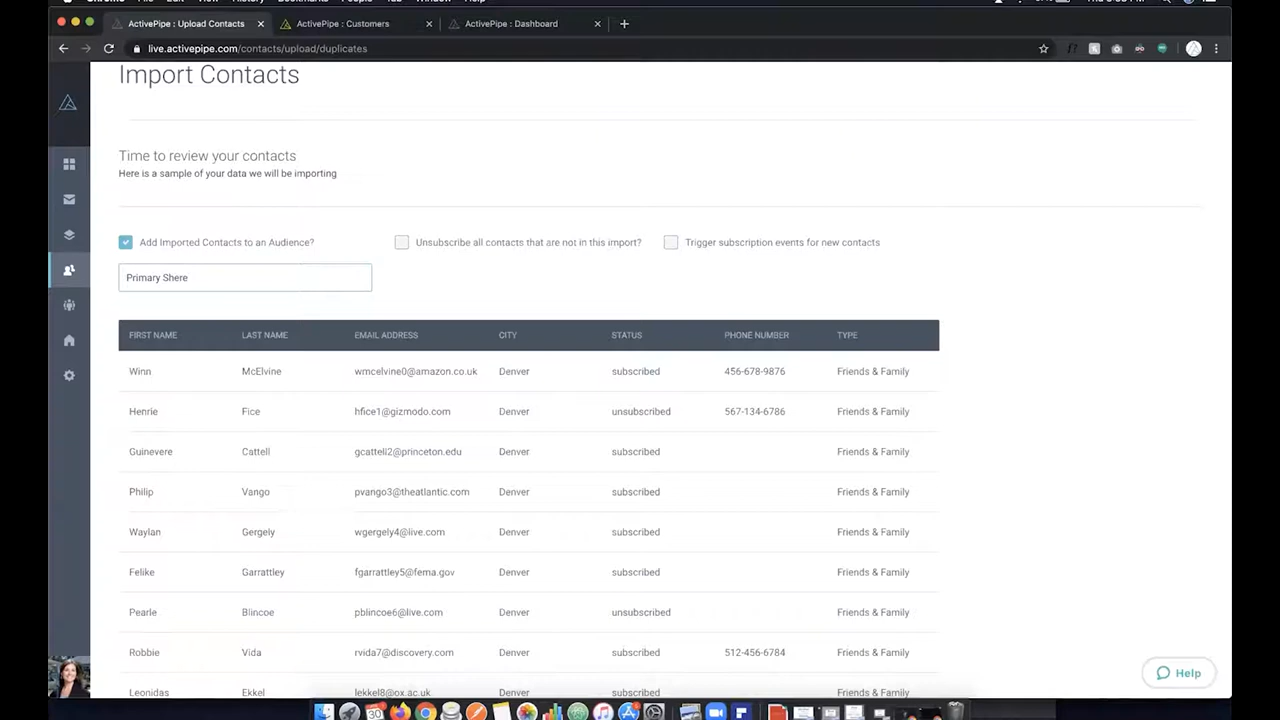 ActivePipe : Upload Contacts
ActivePipe : Customers
ActivePipe : Dashboard
live.activepipe.com/contacts/upload/duplicates
Import Contacts
Time to review your contacts
Here is a sample of your data we will be importing
Add Imported Contacts to an Audience? Unsubscribe all contacts that are not in this import? Trigger subscription events for new contacts
Primary Shere
FIRST NAME LAST NAME EMAIL ADDRESS CITY STATUS PHONE NUMBER TYPE
Winn McElvine wmcelvine0@amazon.co.uk Denver subscribed 456-678-9876 Friends & Family
Henrie Fice hfice1@gizmodo.com Denver unsubscribed 567-134-6786 Friends & Family
Guinevere Cattell gcattell2@princeton.edu Denver subscribed Friends & Family
Philip Vango pvango3@theatlantic.com Denver subscribed Friends & Family
Waylan Gergely wgergely4@live.com Denver subscribed Friends & Family
Felike Garrattley fgarrattley5@fema.gov Denver subscribed Friends & Family
Pearle Blincoe pblincoe6@live.com Denver unsubscribed Friends & Family
Robbie Vida rvida7@discovery.com Denver subscribed 512-456-6784 Friends & Family
Leonidas Ekkel lekkel8@ox.ac.uk Denver subscribed Friends & Family
Help